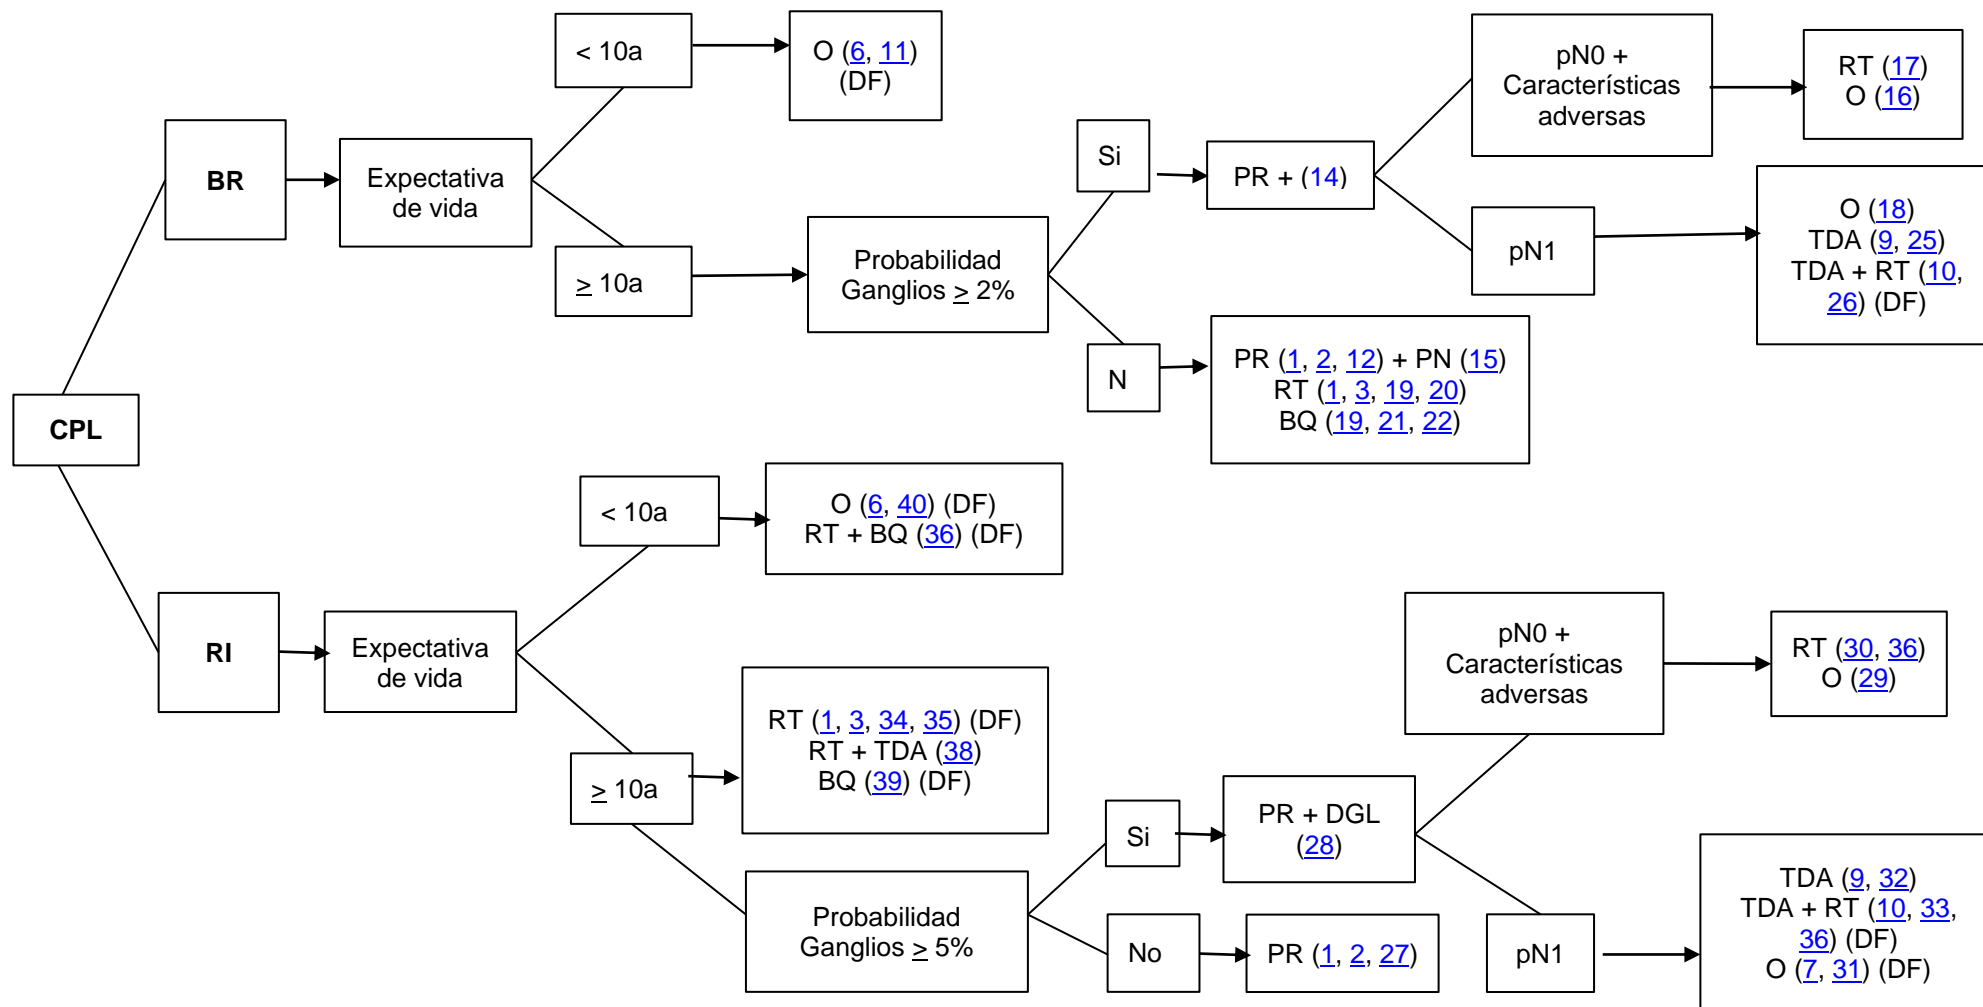 CPL
BR
Expectativa
de vida
< 10a
O (6, 11)
(DF)
≥ 10a
Probabilidad
Ganglios ≥ 2%
Si
PR + (14)
pN0 +
Características
adversas
RT (17)
O (16)
pN1
O (18)
TDA (9, 25)
TDA + RT (10,
26) (DF)
N
PR (1, 2, 12) + PN (15)
RT (1, 3, 19, 20)
BQ (19, 21, 22)
RI
Expectativa
de vida
< 10a
O (6, 40) (DF)
RT + BQ (36) (DF)
≥ 10a
RT (1, 3, 34, 35) (DF)
RT + TDA (38)
BQ (39) (DF)
Probabilidad
Ganglios ≥ 5%
Si
PR + DGL
(28)
pN0 +
Características
adversas
RT (30, 36)
O (29)
pN1
TDA (9, 32)
TDA + RT (10, 33,
36) (DF)
O (7, 31) (DF)
No
PR (1, 2, 27)